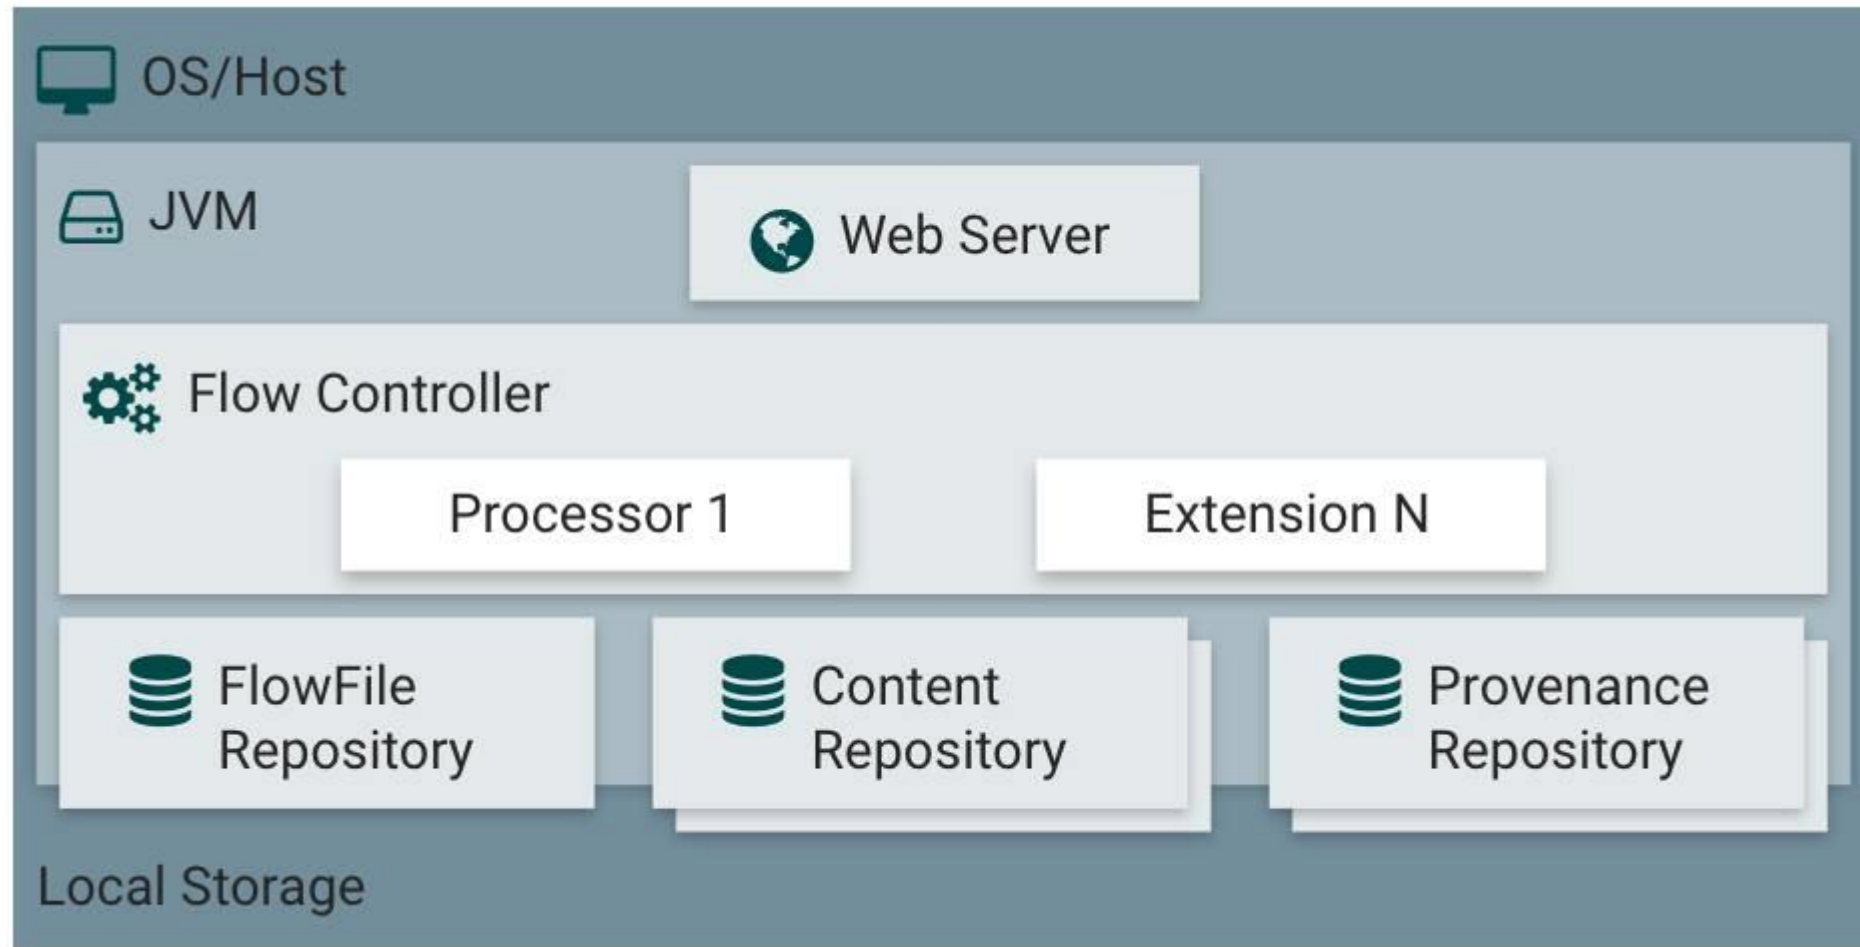 OS/Host
JVM
Web Server
Flow Controller
Processor 1
Extension N
FlowFile
Repository
Content
Repository
Provenance
Repository
Local Storage